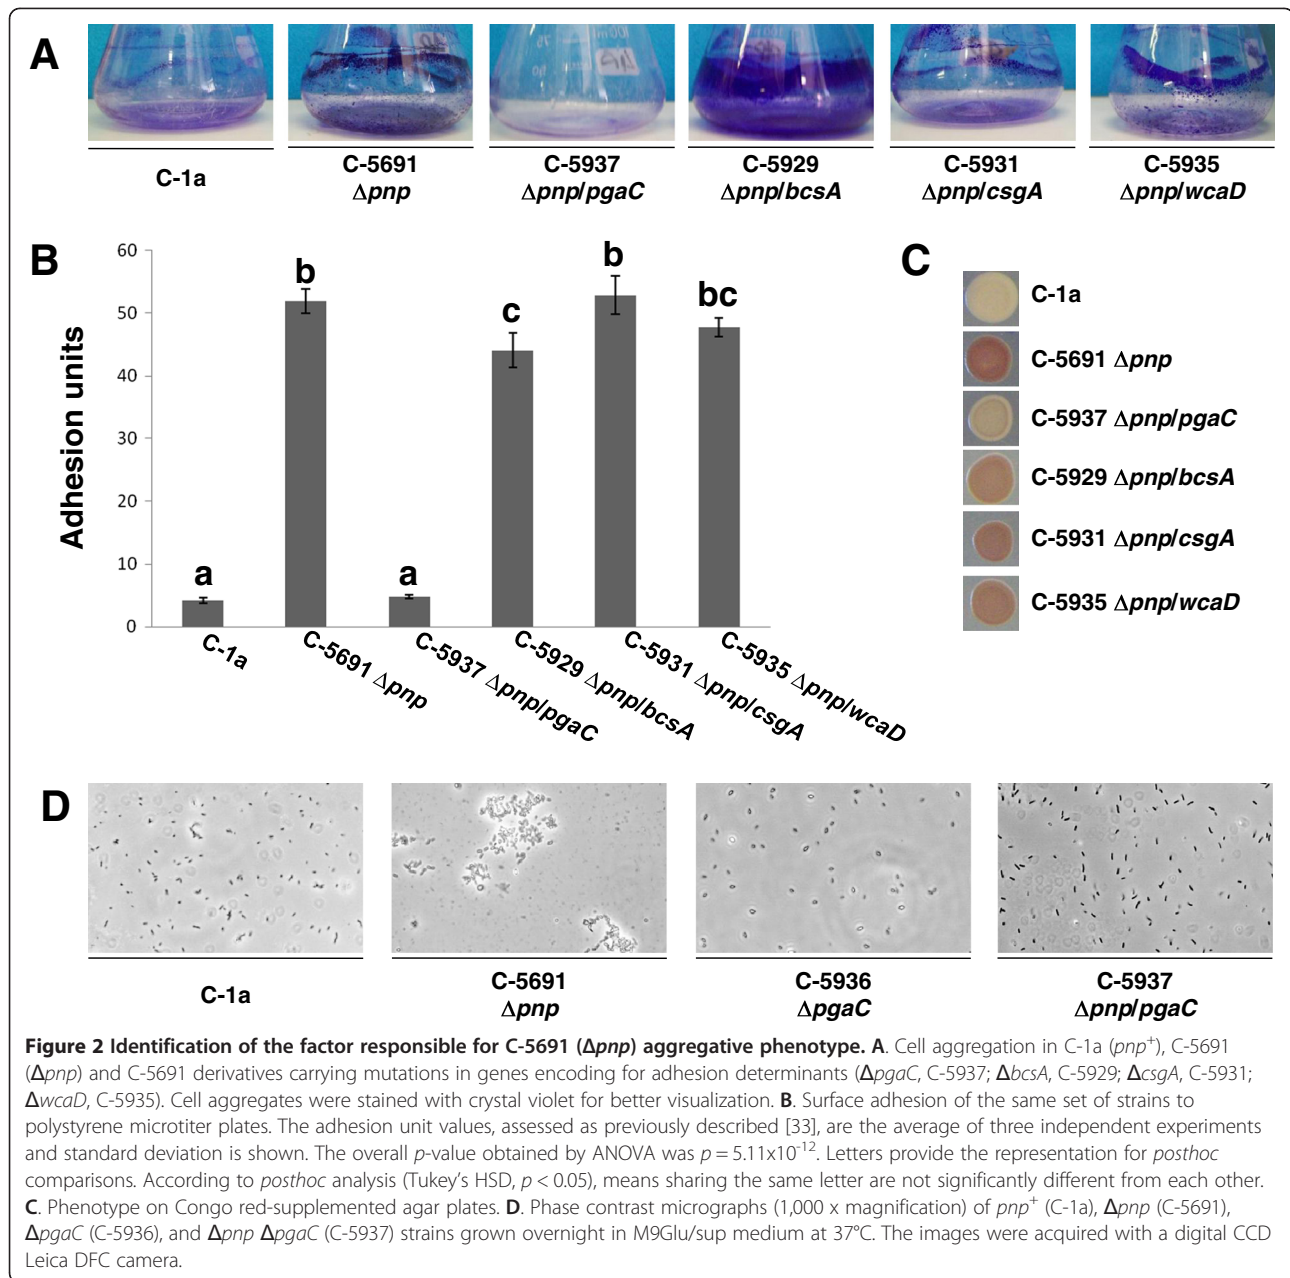 A
C-1a
C-5691
Δpnp
C-5937
Δpnp/pgaC
C-5929
Δpnp/bcsA
C-5931
Δpnp/csgA
C-5935
Δpnp/wcaD
B
Adhesion units
60
50
40
30
20
10
0
a
b
a
c
b
bc
C-1a
C-5691 Δpnp
C-5937 Δpnp/pgaC
C-5929 Δpnp/bcsA
C-5931 Δpnp/csgA
C-5935 Δpnp/wcaD
C
C-1a
C-5691 Δpnp
C-5937 Δpnp/pgaC
C-5929 Δpnp/bcsA
C-5931 Δpnp/csgA
C-5935 Δpnp/wcaD
D
C-1a
C-5691
Δpnp
C-5936
ΔpgaC
C-5937
Δpnp/pgaC
Figure 2 Identification of the factor responsible for C-5691 (Δpnp) aggregative phenotype. A. Cell aggregation in C-1a (pnp⁺), C-5691
(Δpnp) and C-5691 derivatives carrying mutations in genes encoding for adhesion determinants (ΔpgaC, C-5937; ΔbcsA, C-5929; ΔcsgA, C-5931;
ΔwcaD, C-5935). Cell aggregates were stained with crystal violet for better visualization. B. Surface adhesion of the same set of strains to
polystyrene microtiter plates. The adhesion unit values, assessed as previously described [33], are the average of three independent experiments
and standard deviation is shown. The overall p-value obtained by ANOVA was p = 5.11x10⁻¹². Letters provide the representation for posthoc
comparisons. According to posthoc analysis (Tukey's HSD, p < 0.05), means sharing the same letter are not significantly different from each other.
C. Phenotype on Congo red-supplemented agar plates. D. Phase contrast micrographs (1,000 x magnification) of pnp⁺ (C-1a), Δpnp (C-5691),
ΔpgaC (C-5936), and Δpnp ΔpgaC (C-5937) strains grown overnight in M9Glu/sup medium at 37°C. The images were acquired with a digital CCD
Leica DFC camera.